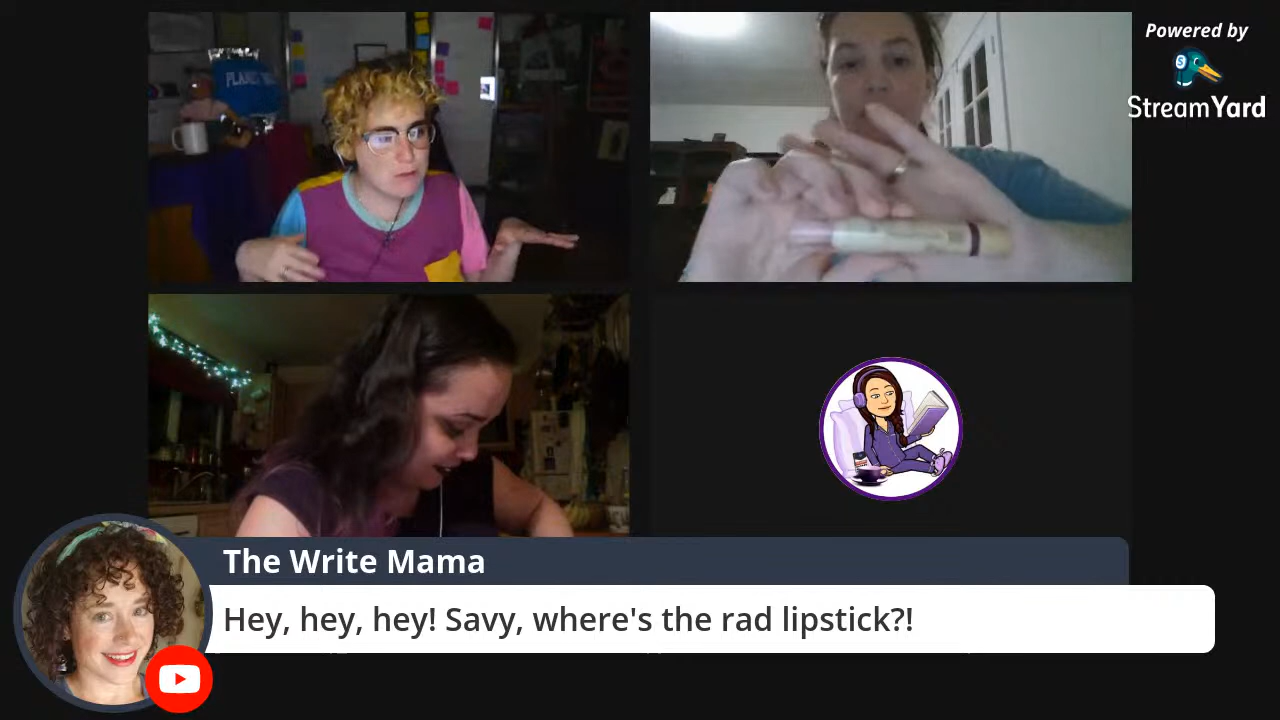 Powered by
StreamYard
The Write Mama
Hey, hey, hey! Savy, where's the rad lipstick?!